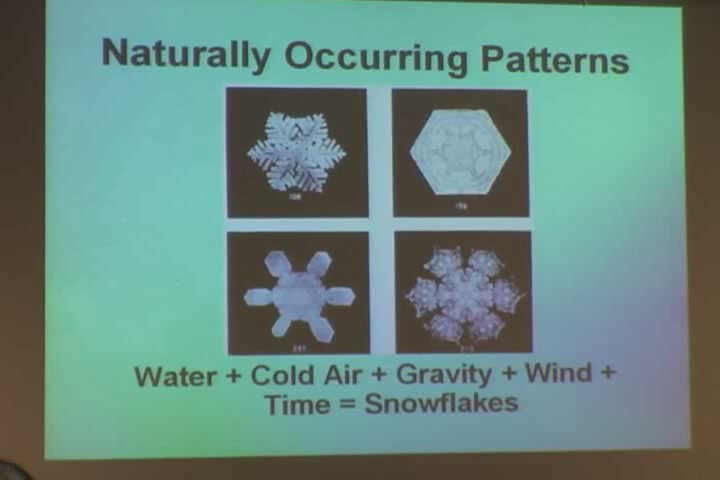 Naturally Occurring Patterns
Water + Cold Air + Gravity + Wind +
Time = Snowflakes